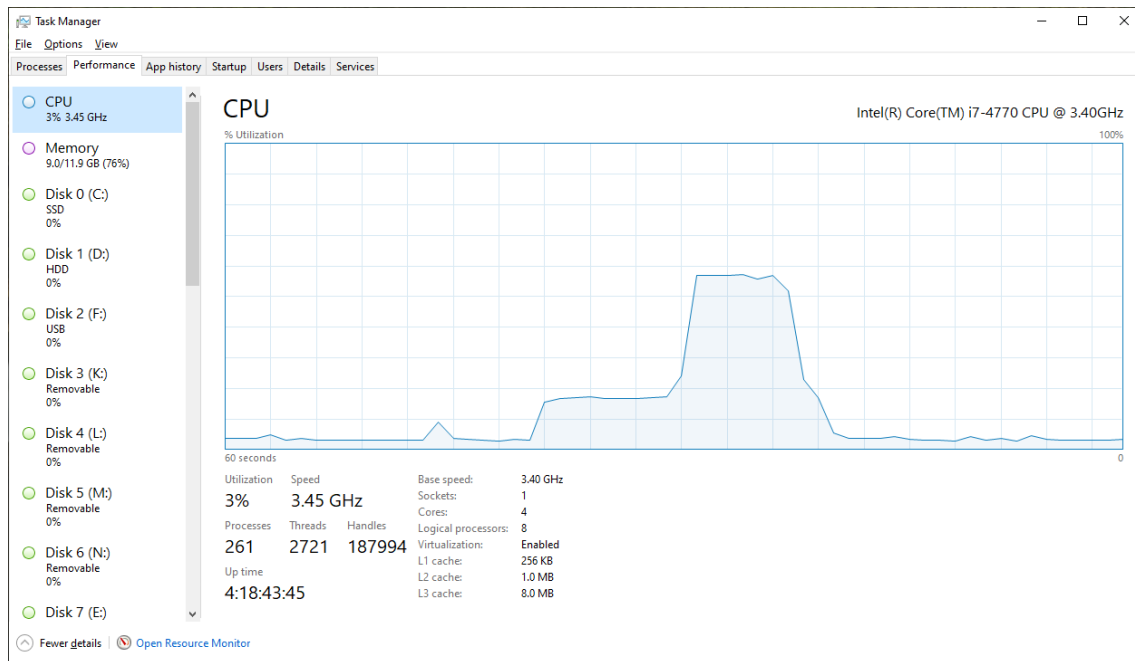 Task Manager
File Options View
Processes Performance App history Startup Users Details Services
CPU
3% 3.45 GHz
Memory
9.0/11.9 GB (76%)
Disk 0 (C:)
SSD
0%
Disk 1 (D:)
HDD
0%
Disk 2 (F:)
USB
0%
Disk 3 (K:)
Removable
0%
Disk 4 (L:)
Removable
0%
Disk 5 (M:)
Removable
0%
Disk 6 (N:)
Removable
0%
Disk 7 (E:)
CPU
Intel(R) Core(TM) i7-4770 CPU @ 3.40GHz
% Utilization 100%
60 seconds 0
Utilization Speed
3% 3.45 GHz
Processes Threads Handles
261 2721 187994
Up time
4:18:43:45
Base speed: 3.40 GHz
Sockets: 1
Cores: 4
Logical processors: 8
Virtualization: Enabled
L1 cache: 256 KB
L2 cache: 1.0 MB
L3 cache: 8.0 MB
Fewer details Open Resource Monitor